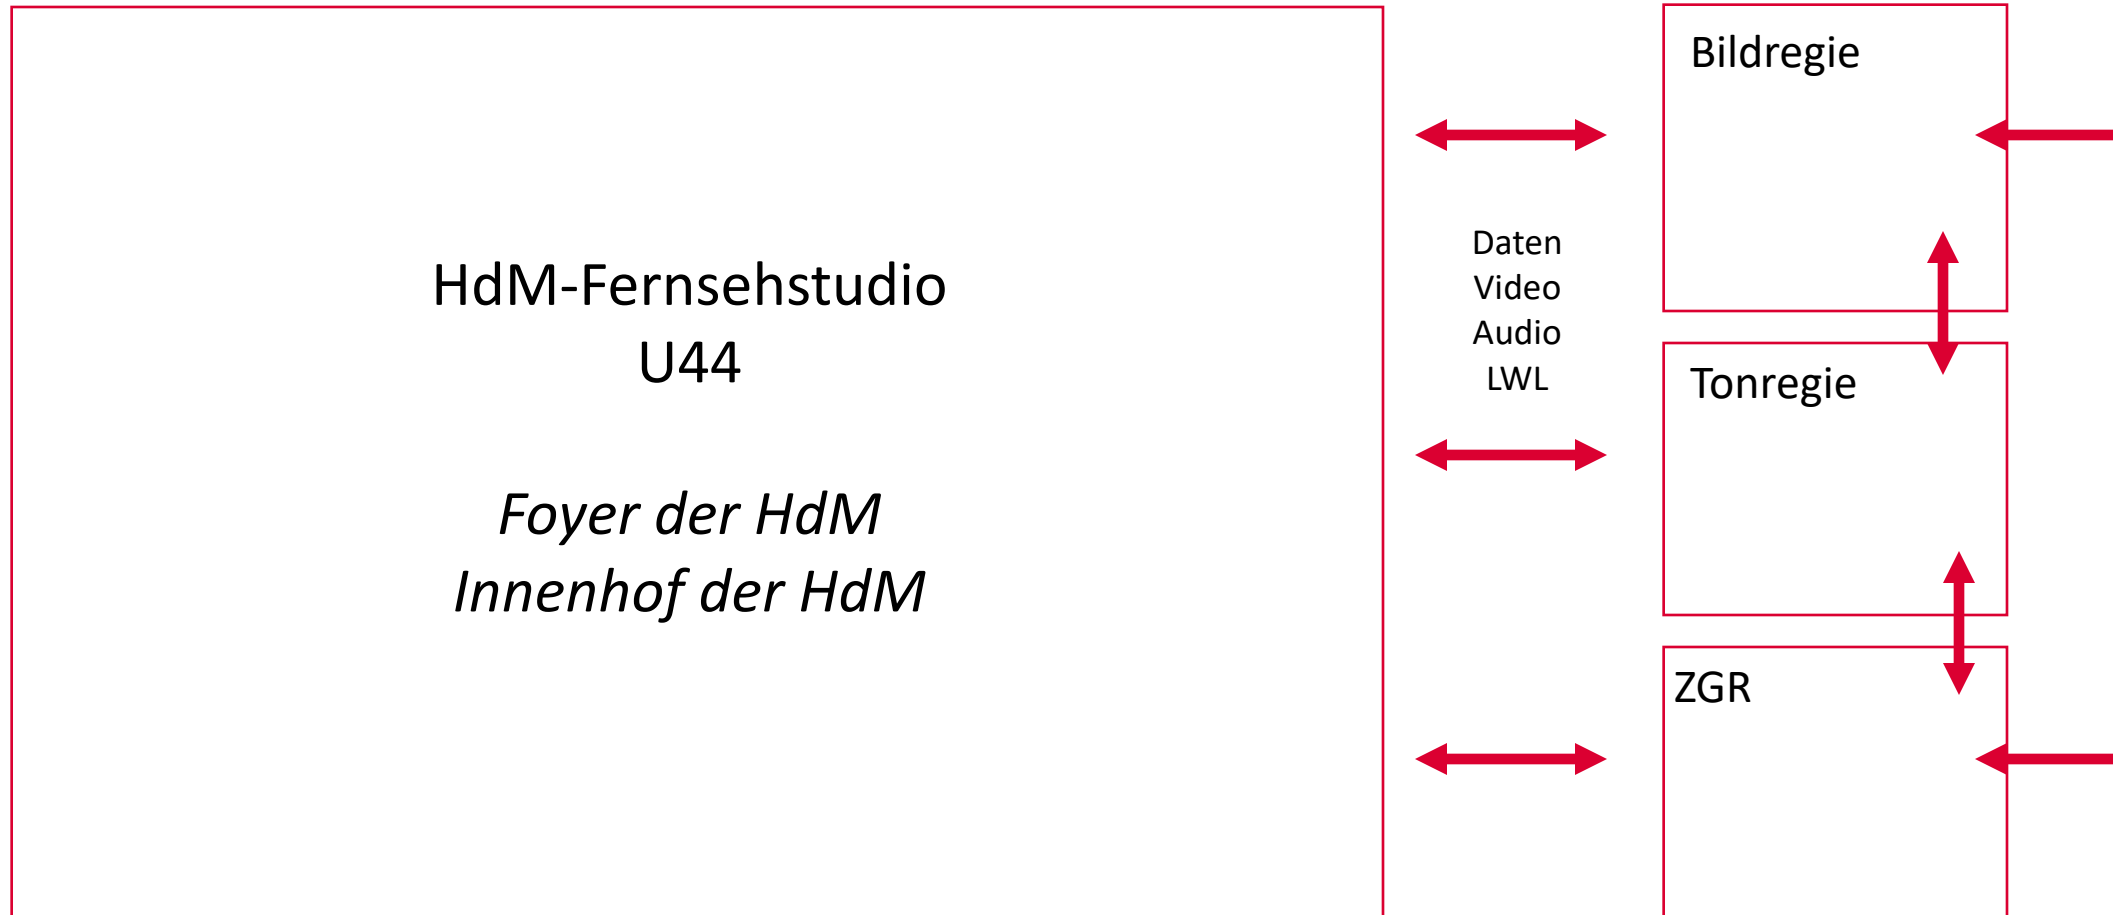 HdM-Fernsehstudio
U44
Foyer der HdM
Innenhof der HdM
Daten
Video
Audio
LWL
Bildregie
Tonregie
ZGR